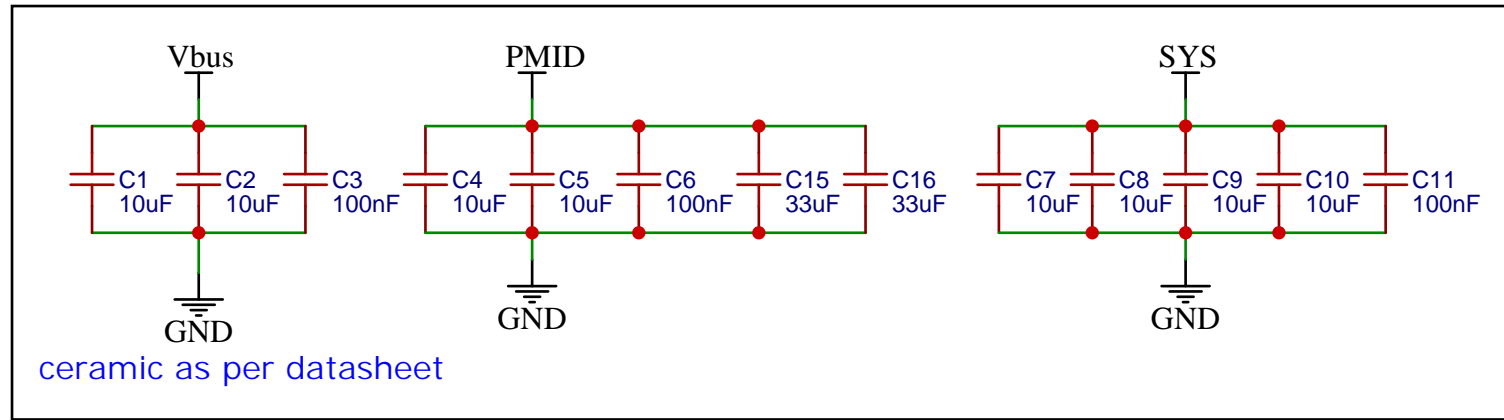 Vbus PMID SYS
C1 C2 C3 C4 C5 C6 C15 C16 C7 C8 C9 C10 C11
10uF 10uF 100nF 10uF 10uF 100nF 33uF 33uF 10uF 10uF 10uF 10uF 100nF
GND GND GND
ceramic as per datasheet